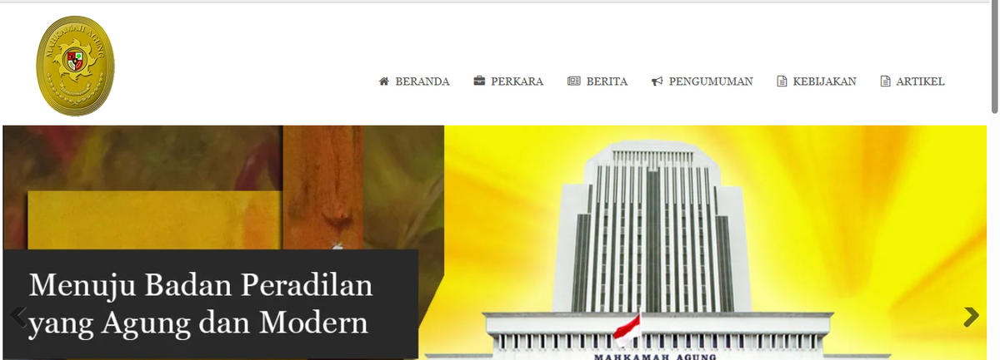 MAHKAMAH AGUNG
BERANDA PERKARA BERITA PENGUMUMAN KEBIJAKAN ARTIKEL
Menuju Badan Peradilan
yang Agung dan Modern
MAHKAMAH AGUNG